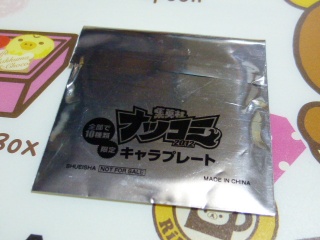 集英社
ナツコミ
2012
全部で
18種類
限定
キャラプレート
SHUEISHA NOT FOR SALE
MADE IN CHINA
Box